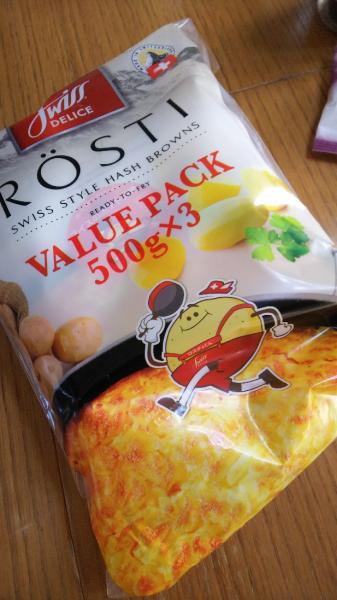 Swiss
DELICE
RÖSTI
SWISS STYLE HASH BROWNS
READY-TO-FRY
VALUE PACK
500g×3